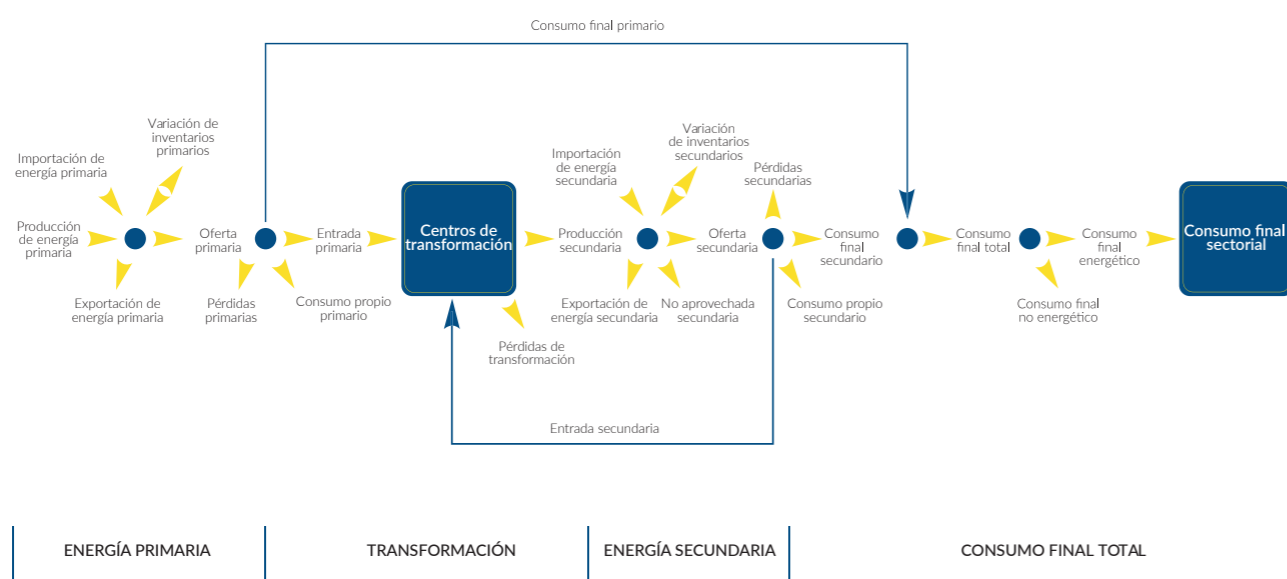 Consumo final primario
Variación de
inventarios
primarios
Importación de
energía primaria
Producción
de energía
primaria
Exportación de
energía primaria
Oferta
primaria
Pérdidas
primarias
Entrada
primaria
Consumo propio
primario
Centros de
transformación
Pérdidas de
transformación
Importación
de energía
secundaria
Variación
de inventarios
secundarios
Producción
secundaria
Exportación de
energía secundaria
No aprovechada
secundaria
Oferta
secundaria
Pérdidas
secundarias
Consumo
final
secundario
Consumo propio
secundario
Entrada secundaria
Consumo
final total
Consumo
final
energético
Consumo final
no energético
Consumo final
sectorial
ENERGÍA PRIMARIA
TRANSFORMACIÓN
ENERGÍA SECUNDARIA
CONSUMO FINAL TOTAL